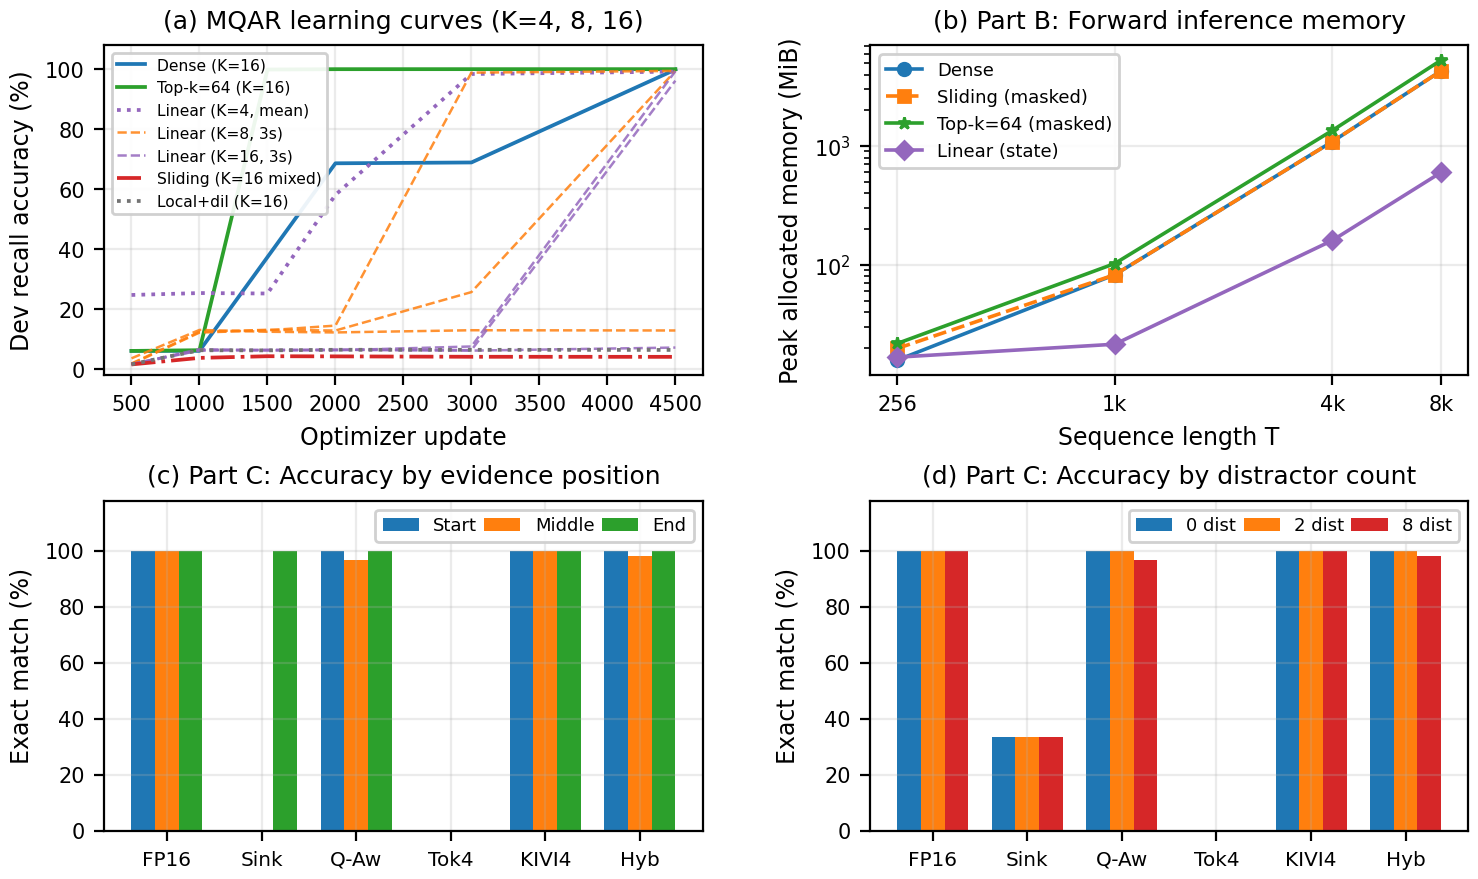 (a) MQAR learning curves (K=4, 8, 16)
Dev recall accuracy (%)
100
80
60
40
20
0
Dense (K=16)
Top-k=64 (K=16)
Linear (K=4, mean)
Linear (K=8, 3s)
Linear (K=16, 3s)
Sliding (K=16 mixed)
Local+dil (K=16)
500 1000 1500 2000 2500 3000 3500 4000 4500
Optimizer update
(b) Part B: Forward inference memory
Peak allocated memory (MiB)
10³
10²
Dense
Sliding (masked)
Top-k=64 (masked)
Linear (state)
256 1k 4k 8k
Sequence length T
(c) Part C: Accuracy by evidence position
Exact match (%)
100
80
60
40
20
0
Start Middle End
FP16 Sink Q-Aw Tok4 KIVI4 Hyb
(d) Part C: Accuracy by distractor count
Exact match (%)
100
80
60
40
20
0
0 dist 2 dist 8 dist
FP16 Sink Q-Aw Tok4 KIVI4 Hyb